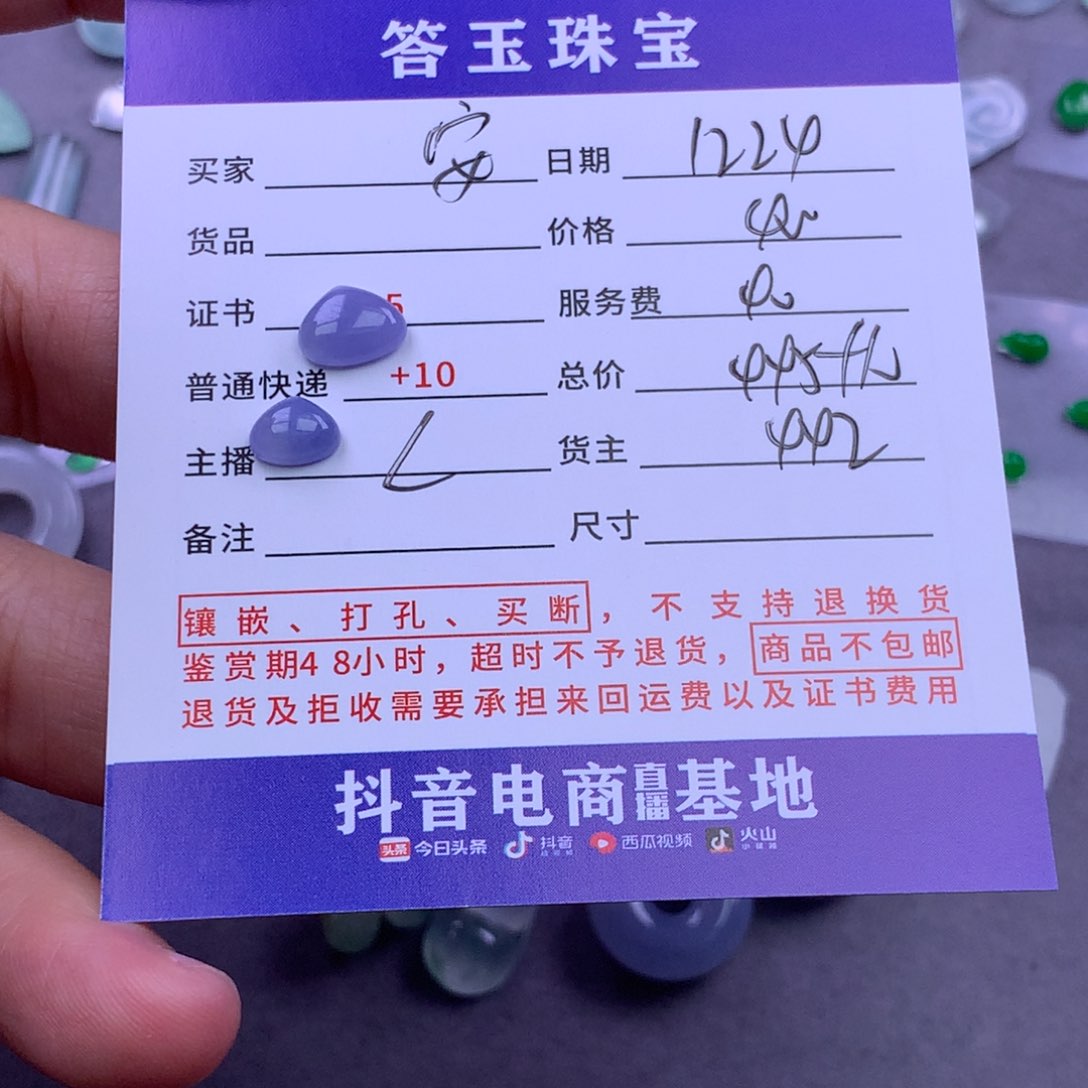 答玉珠宝
买家 安 日期 1224
货品 价格
证书 5 服务费
普通快递 +10 总价
主播 L 货主 442
备注 尺寸
镶嵌、打孔、买断，不支持退换货
鉴赏期48小时，超时不予退货，商品不包邮
退货及拒收需要承担来回运费以及证书费用
抖音电商直播基地
头条 今日头条 抖音 西瓜视频 火山